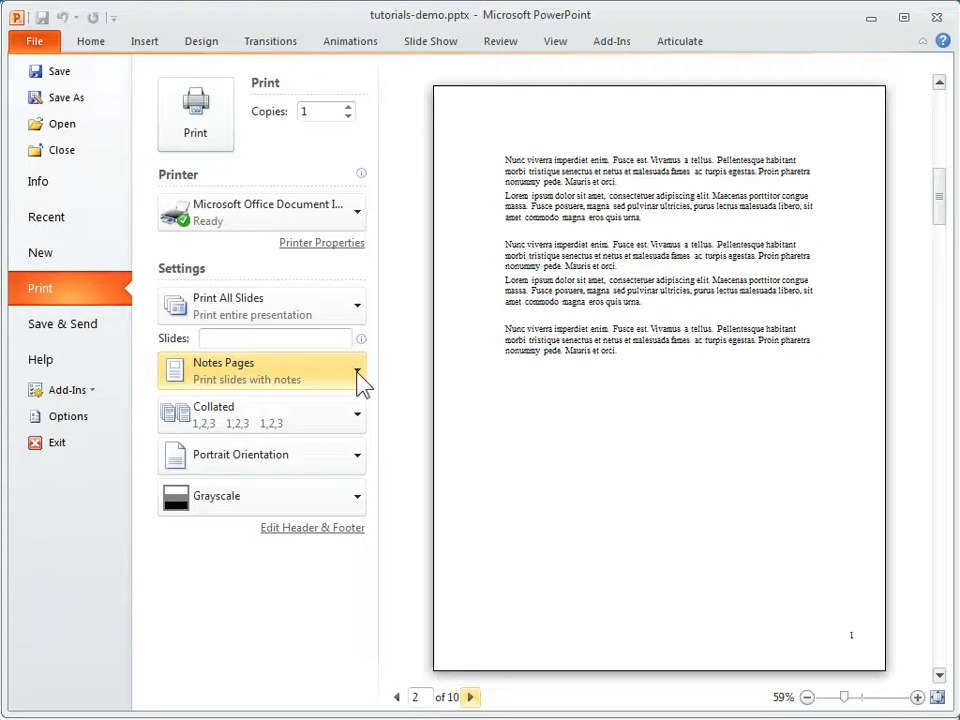 tutorials-demo.pptx - Microsoft PowerPoint
File Home Insert Design Transitions Animations Slide Show Review View Add-Ins Articulate
Save
Save As
Open
Close
Info
Recent
New
Print
Save & Send
Help
Add-Ins
Options
Exit
Print
Print
Copies: 1
Printer
Microsoft Office Document I...
Ready
Printer Properties
Settings
Print All Slides
Print entire presentation
Slides:
Notes Pages
Print slides with notes
Collated
1,2,3 1,2,3 1,2,3
Portrait Orientation
Grayscale
Edit Header & Footer
Nunc viverra imperdiet enim. Fusce est. Vivamus a tellus. Pellentesque habitant
morbi tristique senectus et netus et malesuada fames ac turpis egestas. Proin pharetra
nonummy pede. Mauris et orci.
Lorem ipsum dolor sit amet, consectetuer adipiscing elit. Maecenas porttitor congue
massa. Fusce posuere, magna sed pulvinar ultricies, purus lectus malesuada libero, sit
amet commodo magna eros quis urna.
Nunc viverra imperdiet enim. Fusce est. Vivamus a tellus. Pellentesque habitant
morbi tristique senectus et netus et malesuada fames ac turpis egestas. Proin pharetra
nonummy pede. Mauris et orci.
Lorem ipsum dolor sit amet, consectetuer adipiscing elit. Maecenas porttitor congue
massa. Fusce posuere, magna sed pulvinar ultricies, purus lectus malesuada libero, sit
amet commodo magna eros quis urna.
Nunc viverra imperdiet enim. Fusce est. Vivamus a tellus. Pellentesque habitant
morbi tristique senectus et netus et malesuada fames ac turpis egestas. Proin pharetra
nonummy pede. Mauris et orci.
1
2 of 10
59%